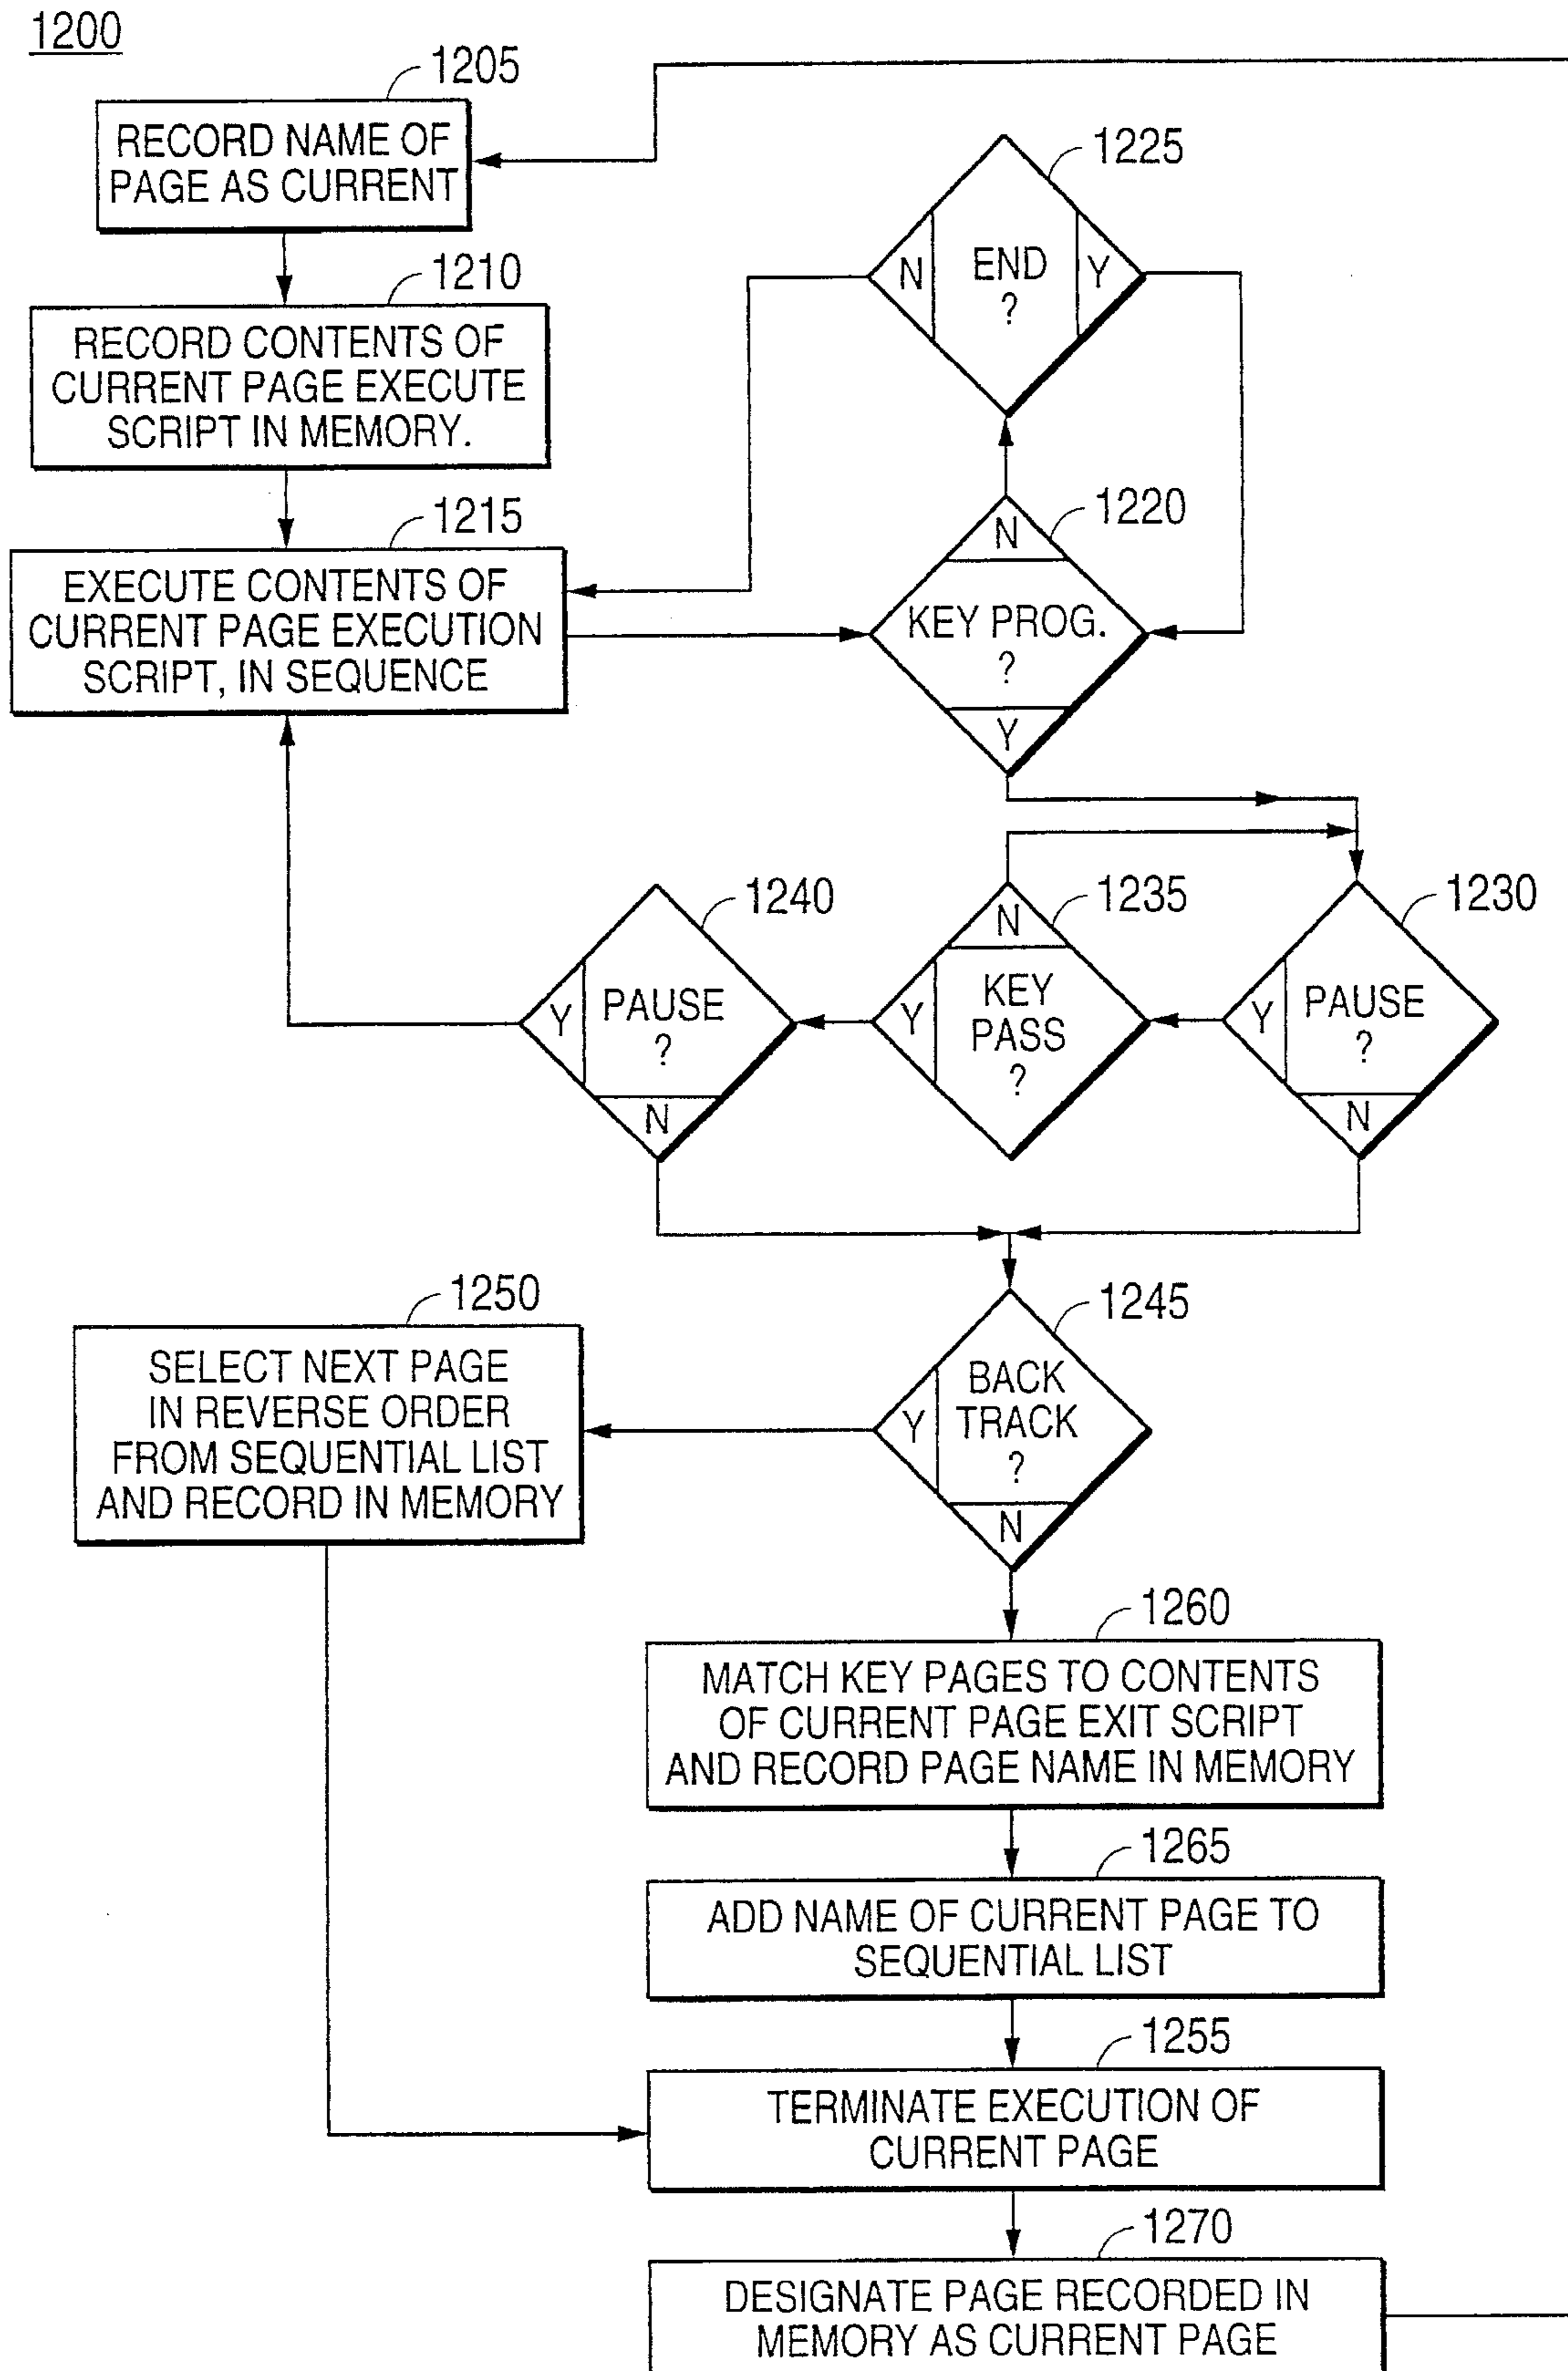 1200
1205
RECORD NAME OF
PAGE AS CURRENT
1210
RECORD CONTENTS OF
CURRENT PAGE EXECUTE
SCRIPT IN MEMORY.
1215
EXECUTE CONTENTS OF
CURRENT PAGE EXECUTION
SCRIPT, IN SEQUENCE
1225
N
END
?
Y
1220
N
KEY PROG.
?
Y
1240
Y
PAUSE
?
N
1235
N
Y
KEY
PASS
?
1230
Y
PAUSE
?
N
1245
Y
BACK
TRACK
?
N
1250
SELECT NEXT PAGE
IN REVERSE ORDER
FROM SEQUENTIAL LIST
AND RECORD IN MEMORY
1260
MATCH KEY PAGES TO CONTENTS
OF CURRENT PAGE EXIT SCRIPT
AND RECORD PAGE NAME IN MEMORY
1265
ADD NAME OF CURRENT PAGE TO
SEQUENTIAL LIST
1255
TERMINATE EXECUTION OF
CURRENT PAGE
1270
DESIGNATE PAGE RECORDED IN
MEMORY AS CURRENT PAGE